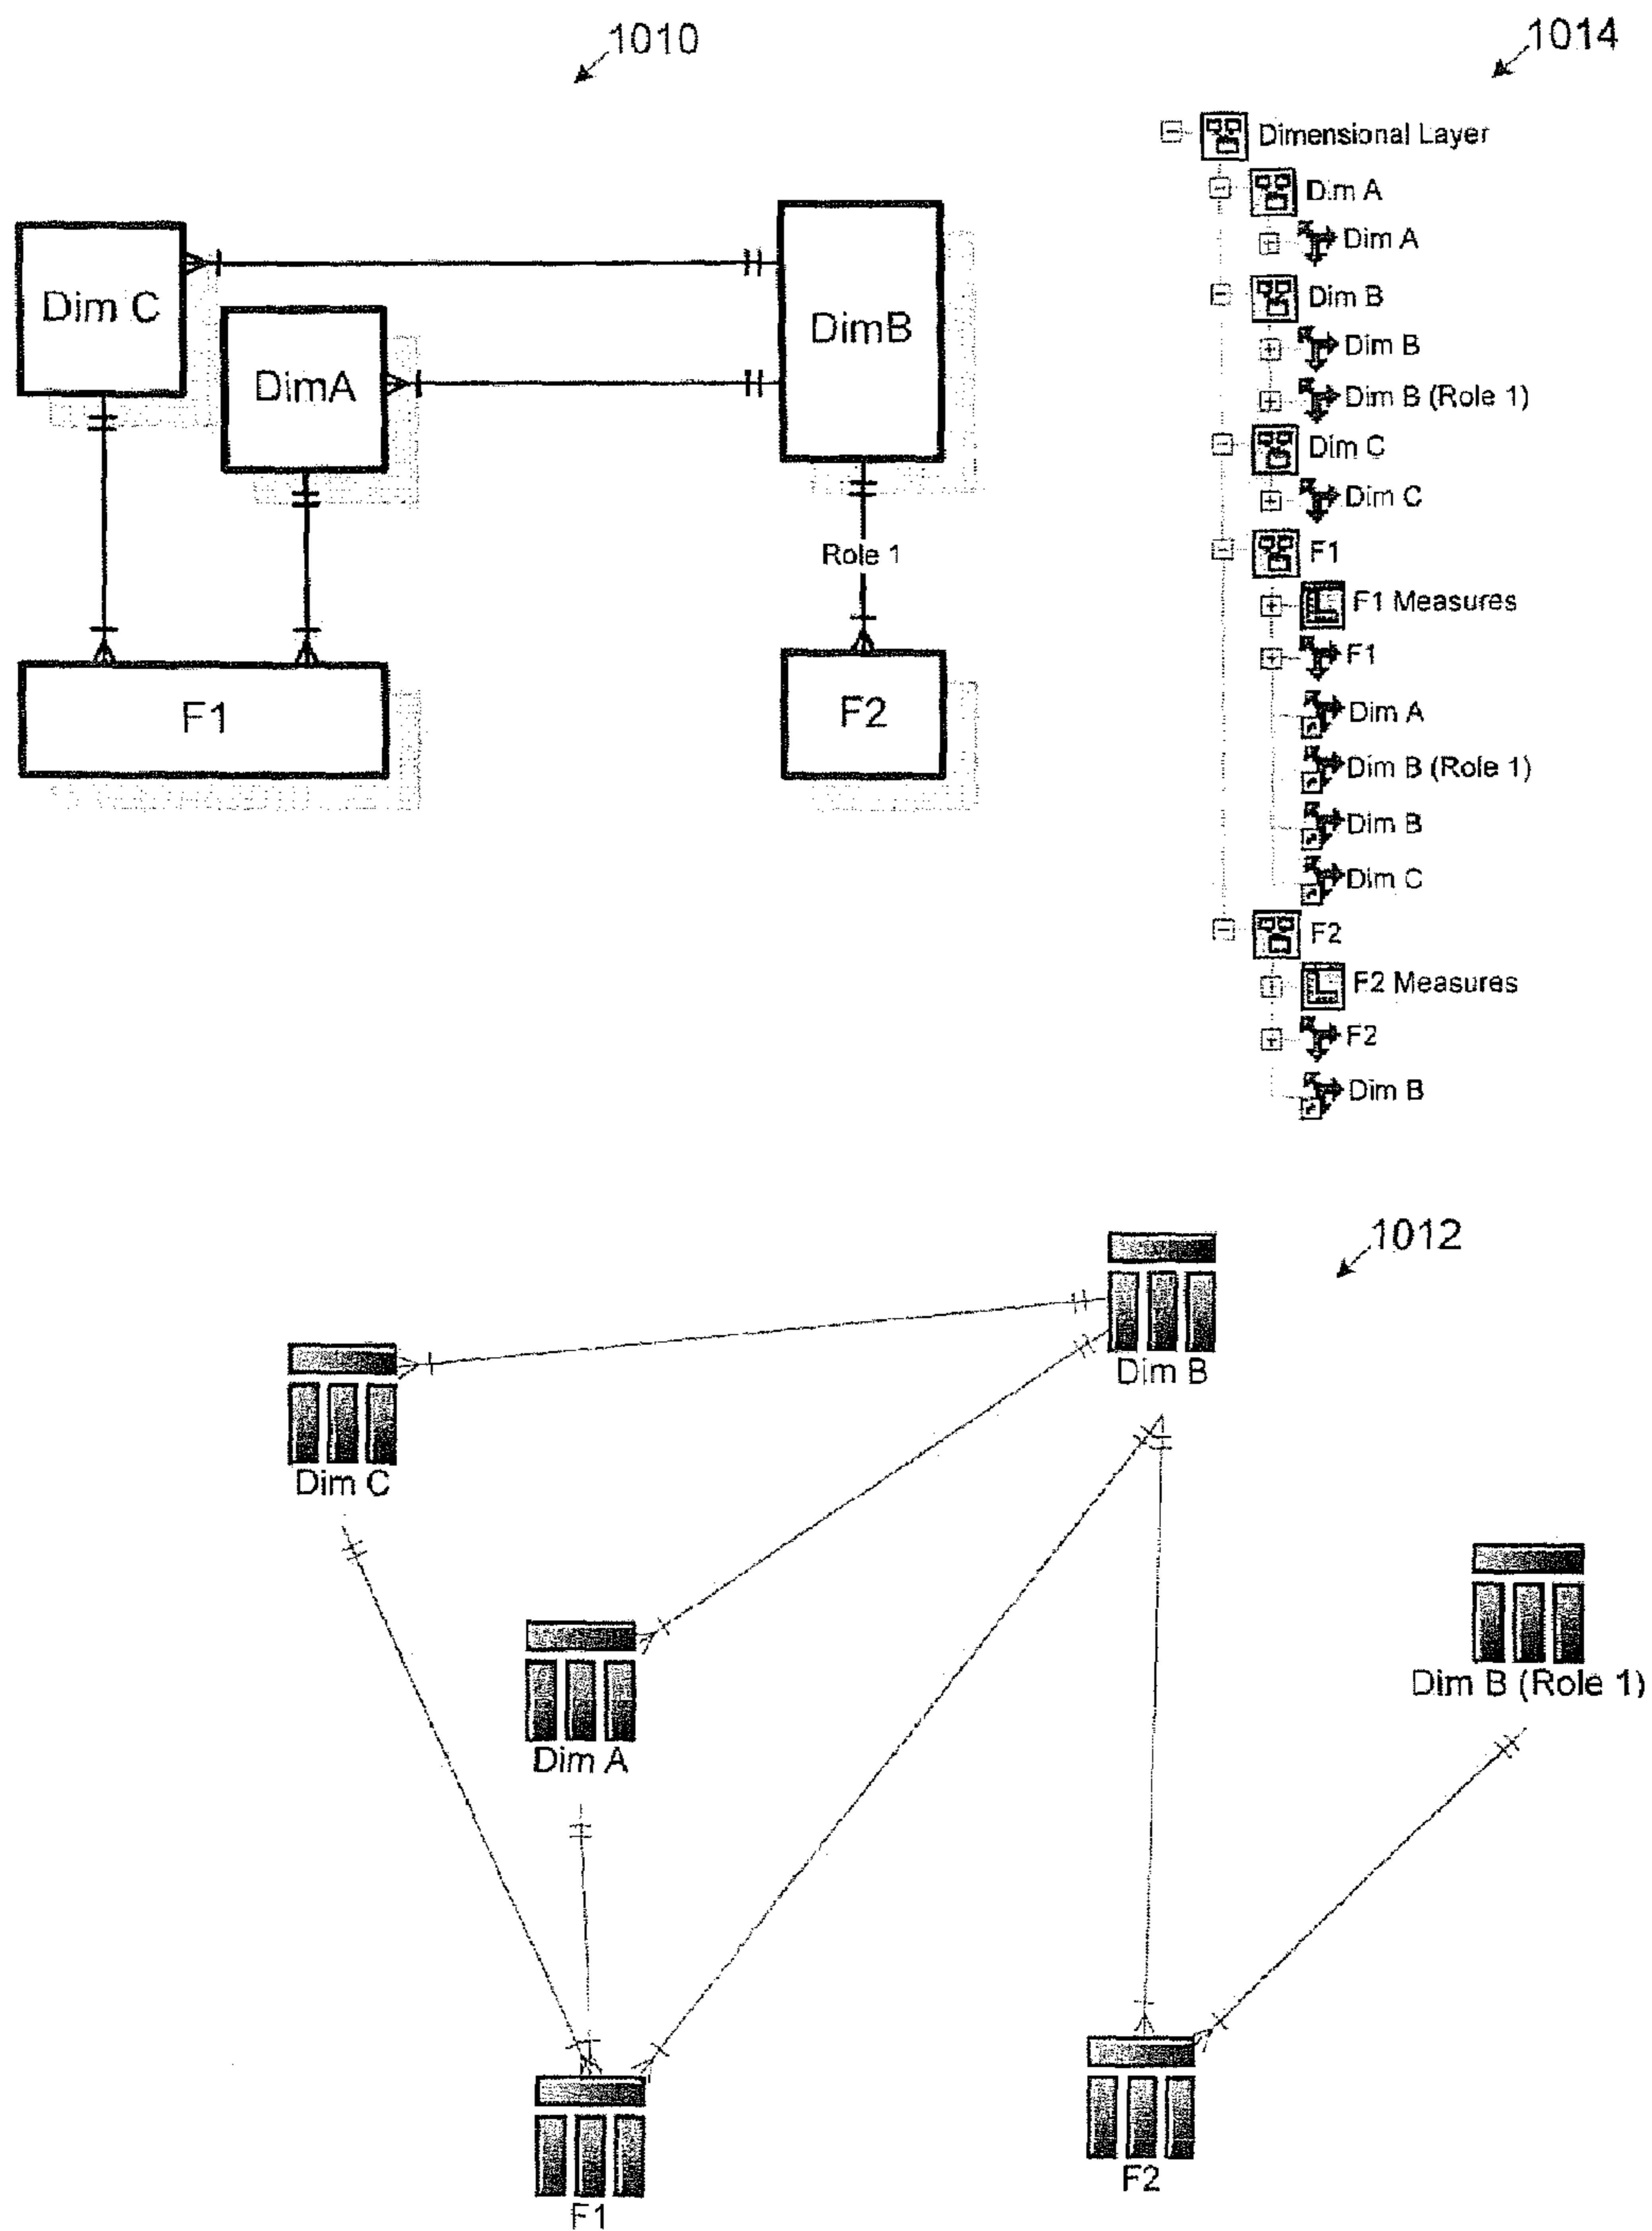 1010
Dim C
DimA
DimB
Role 1
F1
F2
1014
Dimensional Layer
Dim A
Dim A
Dim B
Dim B
Dim B (Role 1)
Dim C
Dim C
F1
F1 Measures
F1
Dim A
Dim B (Role 1)
Dim B
Dim C
F2
F2 Measures
F2
Dim B
1012
Dim B
Dim C
Dim B (Role 1)
Dim A
F2
F1